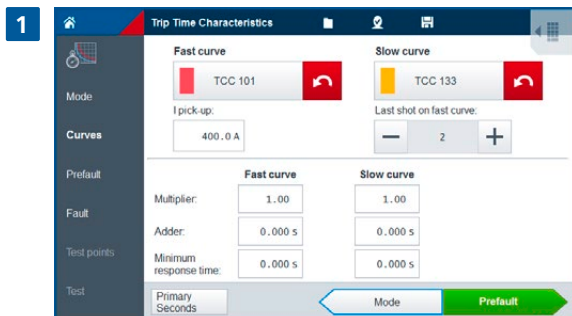 1
Trip Time Characteristics
Mode
Curves
Prefault
Fault
Test points
Test
Fast curve
Slow curve
TCC 101
TCC 133
I pick-up:
Last shot on fast curve:
400.0 A
2
Fast curve
Slow curve
Multiplier:
1.00
1.00
Adder:
0.000 s
0.000 s
Minimum
response time:
0.000 s
0.000 s
Primary
Seconds
Mode
Prefault